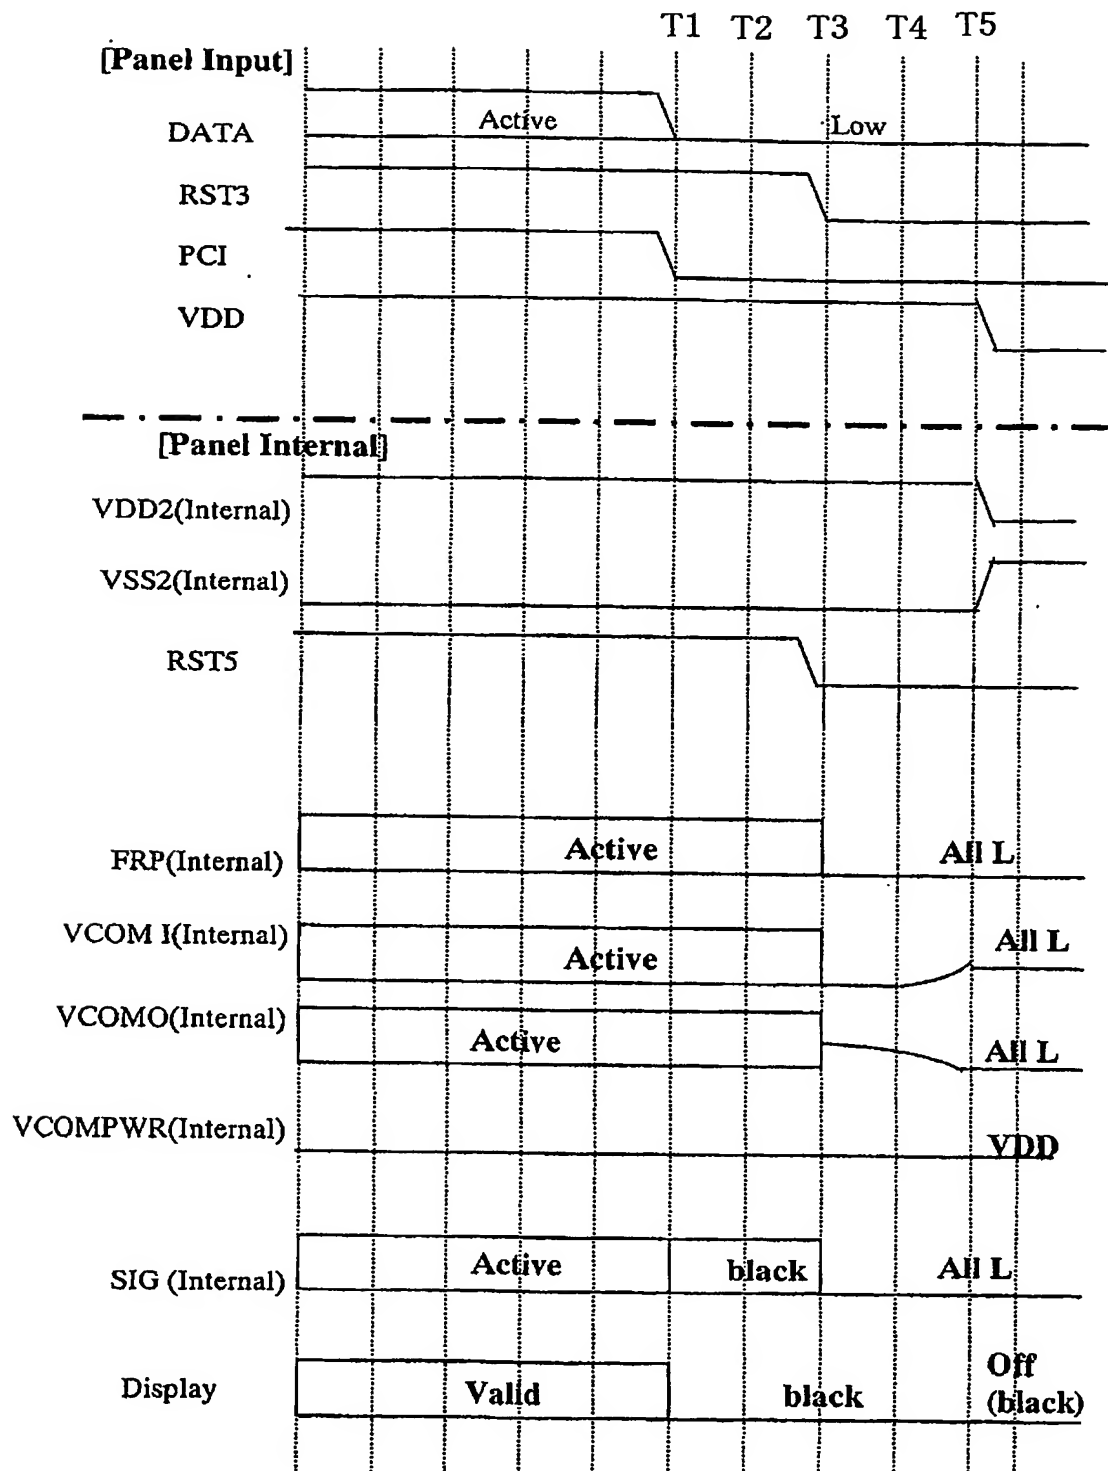 T1 T2 T3 T4 T5
[Panel Input]
DATA Active Low
RST3
PCI
VDD
[Panel Internal]
VDD2(Internal)
VSS2(Internal)
RST5
FRP(Internal) Active All L
VCOM I(Internal) Active All L
VCOMO(Internal) Active All L
VCOMPWR(Internal) VDD
SIG (Internal) Active black All L
Display Valid black Off
(black)